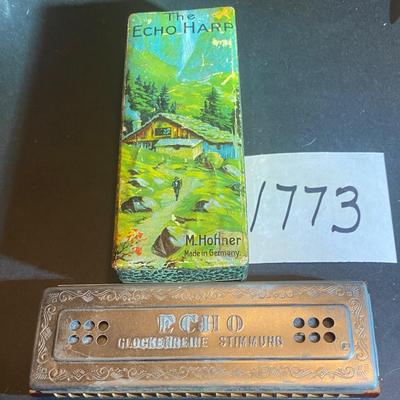 The
ECHO HARP
M. Hohner
Made in Germany.
1773
ECHO
GLOCKENREINE STIMMUNG